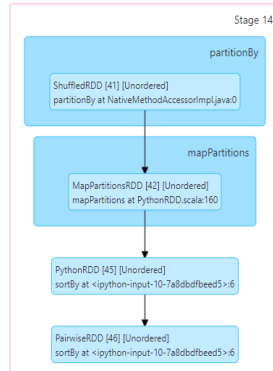 Stage 14
partitionBy
ShuffledRDD [41] [Unordered]
partitionBy at NativeMethodAccessorImpl.java:0
mapPartitions
MapPartitionsRDD [42] [Unordered]
mapPartitions at PythonRDD.scala:160
PythonRDD [45] [Unordered]
sortBy at <ipython-input-10-7a8dbdfbeed5>:6
PairwiseRDD [46] [Unordered]
sortBy at <ipython-input-10-7a8dbdfbeed5>:6